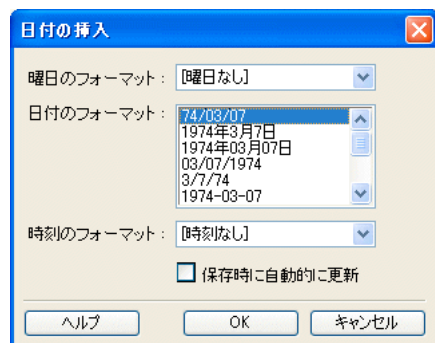 日付の挿入
曜日のフォーマット： [曜日なし]
日付のフォーマット： 74/03/07
1974年3月7日
1974年03月07日
03/07/1974
3/7/74
1974-03-07
時刻のフォーマット： [時刻なし]
保存時に自動的に更新
ヘルプ OK キャンセル